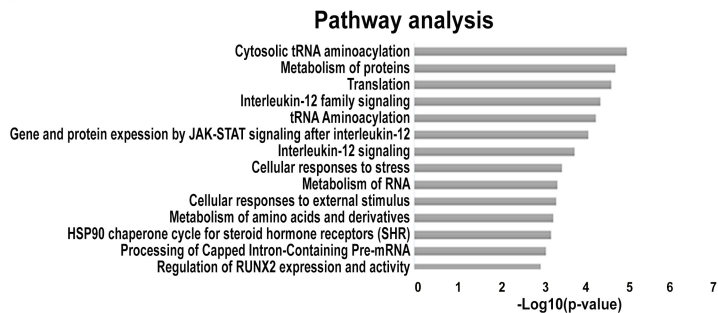 Pathway analysis
Cytosolic tRNA aminoacylation
Metabolism of proteins
Translation
Interleukin-12 family signaling
tRNA Aminoacylation
Gene and protein expession by JAK-STAT signaling after interleukin-12
Interleukin-12 signaling
Cellular responses to stress
Metabolism of RNA
Cellular responses to external stimulus
Metabolism of amino acids and derivatives
HSP90 chaperone cycle for steroid hormone receptors (SHR)
Processing of Capped Intron-Containing Pre-mRNA
Regulation of RUNX2 expression and activity
0 1 2 3 4 5 6 7
-Log10(p-value)